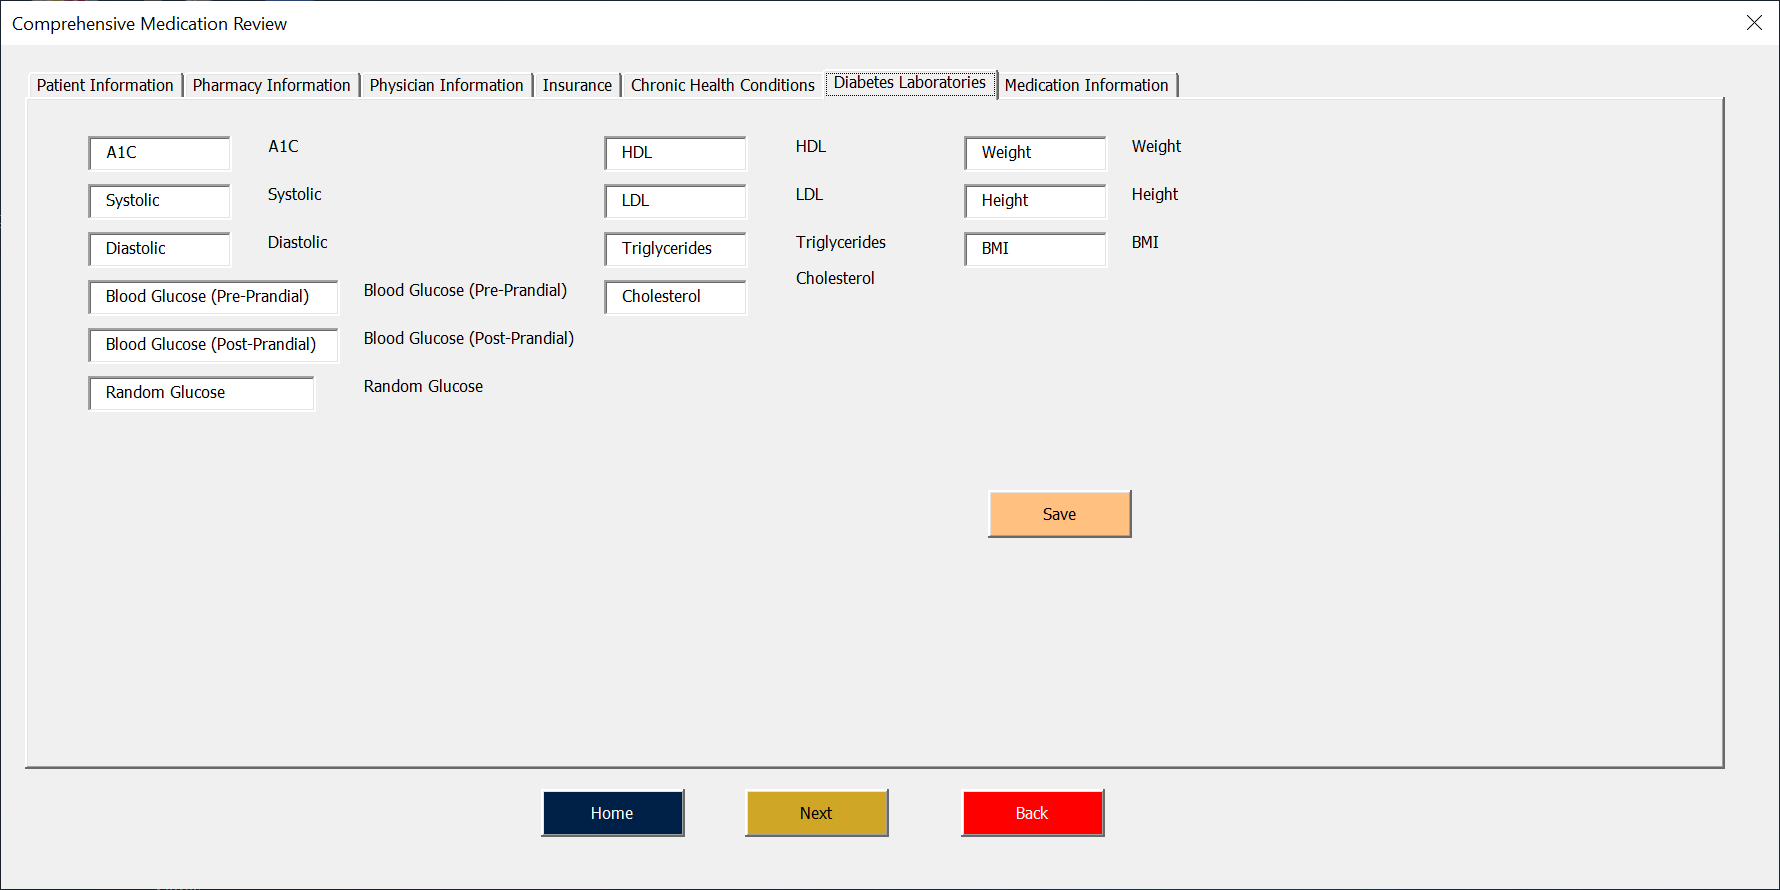 Comprehensive Medication Review
Patient Information Pharmacy Information Physician Information Insurance Chronic Health Conditions Diabetes Laboratories Medication Information
A1C A1C HDL HDL Weight Weight
Systolic Systolic LDL LDL Height Height
Diastolic Diastolic Triglycerides Triglycerides BMI BMI
Blood Glucose (Pre-Prandial) Blood Glucose (Pre-Prandial) Cholesterol Cholesterol
Blood Glucose (Post-Prandial) Blood Glucose (Post-Prandial)
Random Glucose Random Glucose
Save
Home Next Back